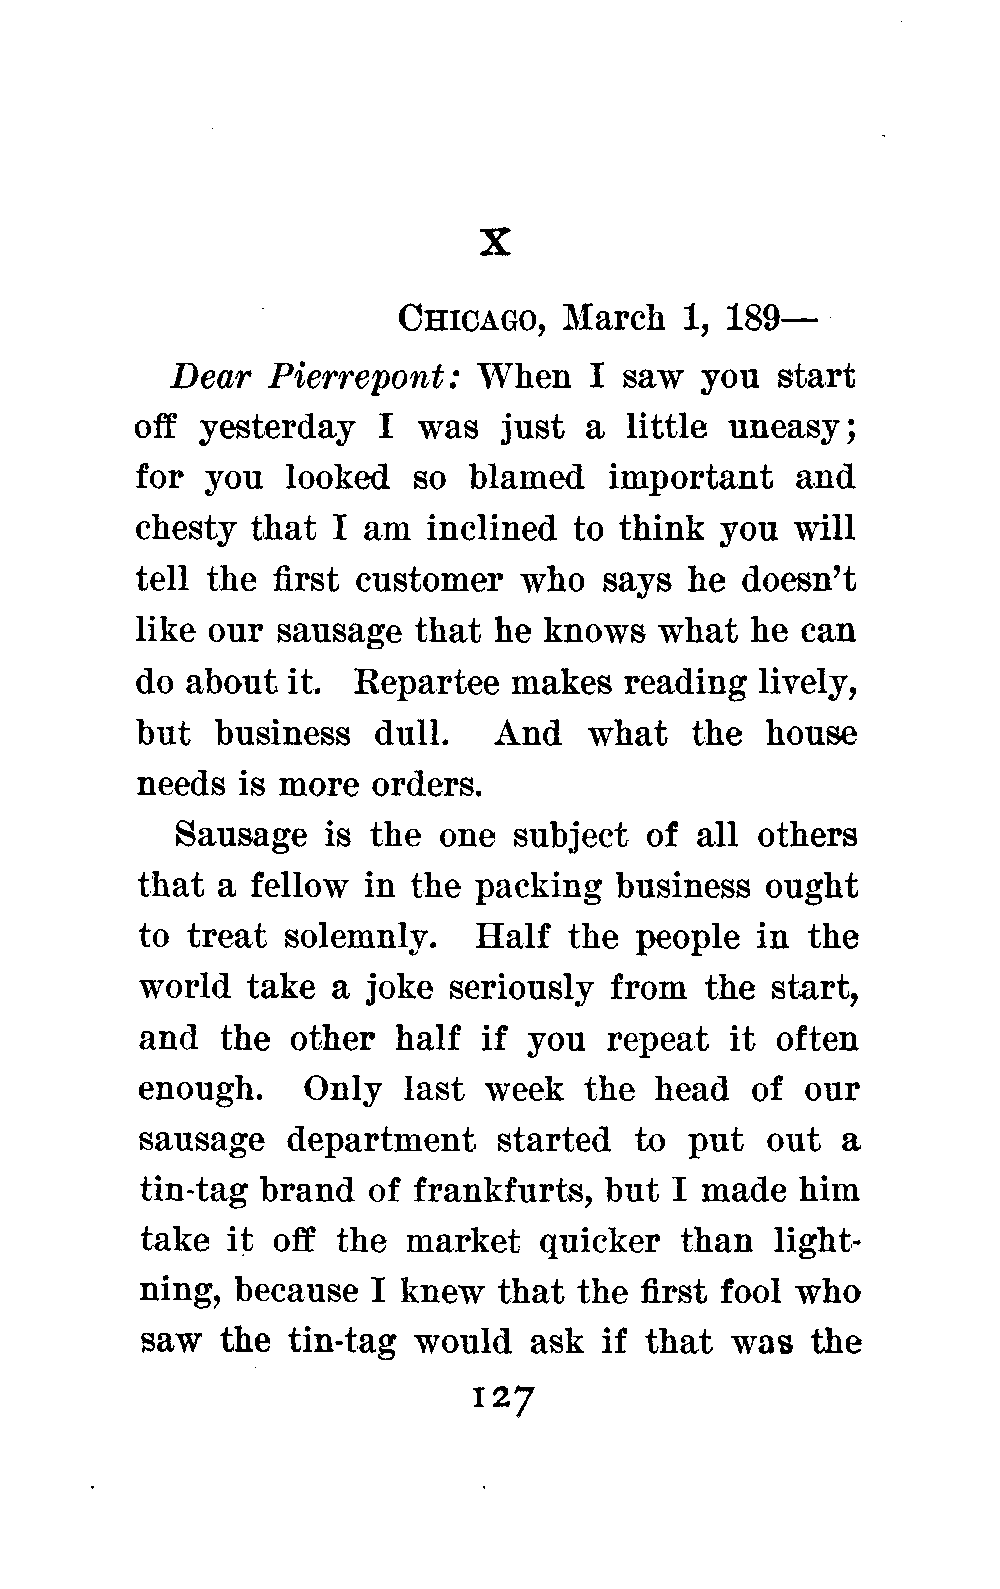 X
CHICAGO, March 1, 189—
Dear Pierrepont: When I saw you start
off yesterday I was just a little uneasy;
for you looked so blamed important and
chesty that I am inclined to think you will
tell the first customer who says he doesn't
like our sausage that he knows what he can
do about it. Repartee makes reading lively,
but business dull. And what the house
needs is more orders.
Sausage is the one subject of all others
that a fellow in the packing business ought
to treat solemnly. Half the people in the
world take a joke seriously from the start,
and the other half if you repeat it often
enough. Only last week the head of our
sausage department started to put out a
tin-tag brand of frankfurts, but I made him
take it off the market quicker than light-
ning, because I knew that the first fool who
saw the tin-tag would ask if that was the
127